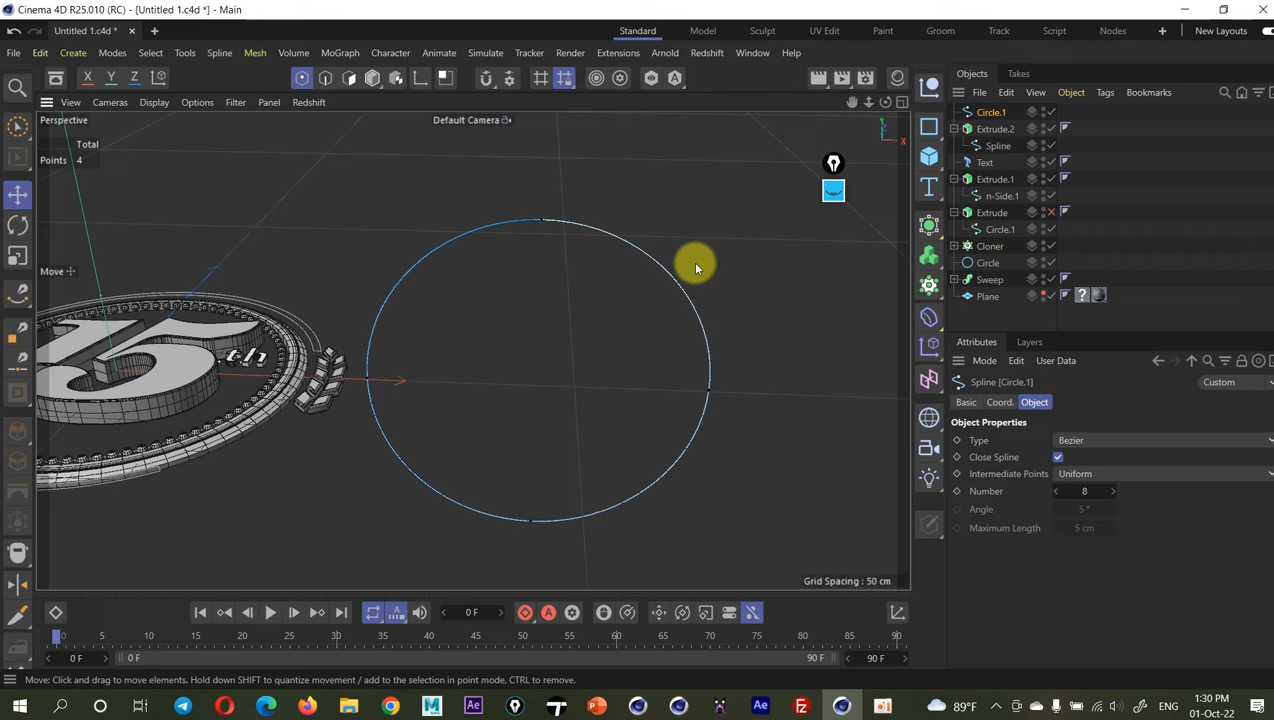 Cinema 4D R25.010 (RC) - [Untitled 1.c4d *] - Main
Untitled 1.c4d *
Standard Model Sculpt UV Edit Paint Groom Track Script Nodes New Layouts
File Edit Create Modes Select Tools Spline Mesh Volume MoGraph Character Animate Simulate Tracker Render Extensions Arnold Redshift Window Help
X Y Z
Objects Takes
File Edit View Object Tags Bookmarks
View Cameras Display Options Filter Panel Redshift
Perspective
Default Camera
Total
Points 4
Y
X
Circle.1
Extrude.2
Spline
Text
Extrude.1
n-Side.1
Extrude
Circle.1
Cloner
Circle
Sweep
Plane
?
Move
Attributes Layers
Mode Edit User Data
Spline [Circle.1]
Custom
Basic Coord. Object
Object Properties
Type Bezier
Close Spline
Intermediate Points Uniform
Number 8
Angle 5 °
Maximum Length 5 cm
Grid Spacing : 50 cm
0 F
0 5 10 15 20 25 30 35 40 45 50 55 60 65 70 75 80 85 90
0 F 0 F 90 F 90 F
Move: Click and drag to move elements. Hold down SHIFT to quantize movement / add to the selection in point mode, CTRL to remove.
89°F
ENG
1:30 PM
01-Oct-22